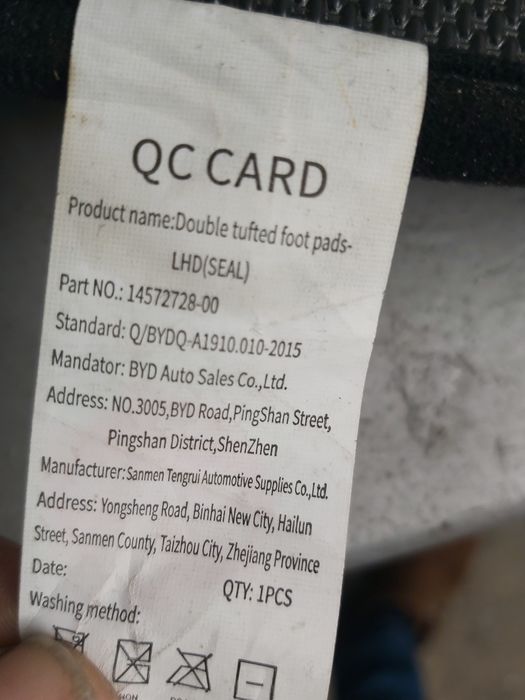 QC CARD
Product name:Double tufted foot pads-
LHD(SEAL)
Part NO.: 14572728-00
Standard: Q/BYDQ-A1910.010-2015
Mandator: BYD Auto Sales Co.,Ltd.
Address: NO.3005,BYD Road,PingShan Street,
Pingshan District,ShenZhen
Manufacturer:Sanmen Tengrui Automotive Supplies Co.,Ltd.
Address: Yongsheng Road, Binhai New City, Hailun
Street, Sanmen County, Taizhou City, Zhejiang Province
Date:
QTY: 1PCS
Washing method: